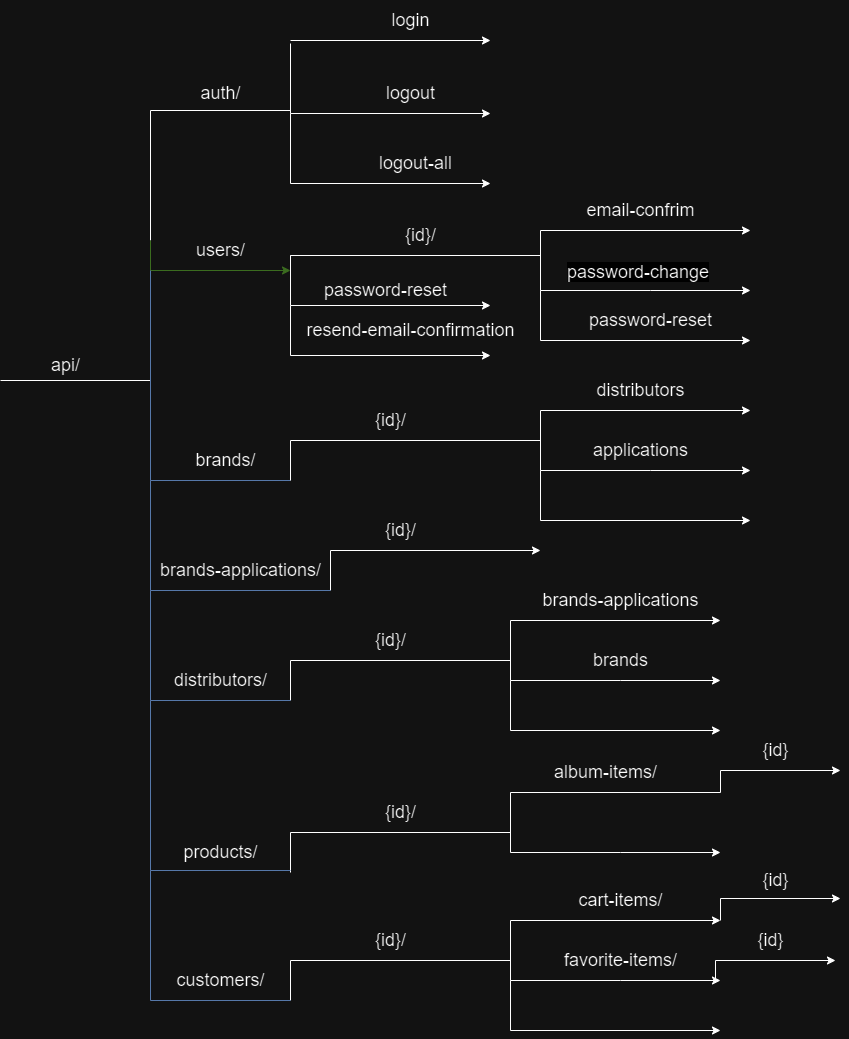 login
auth/
logout
logout-all
email-confrim
users/
{id}/
password-change
password-reset
password-reset
resend-email-confirmation
api/
distributors
{id}/
applications
brands/
{id}/
brands-applications/
brands-applications
{id}/
brands
distributors/
{id}
album-items/
{id}/
products/
{id}
cart-items/
{id}/
favorite-items/
{id}
customers/